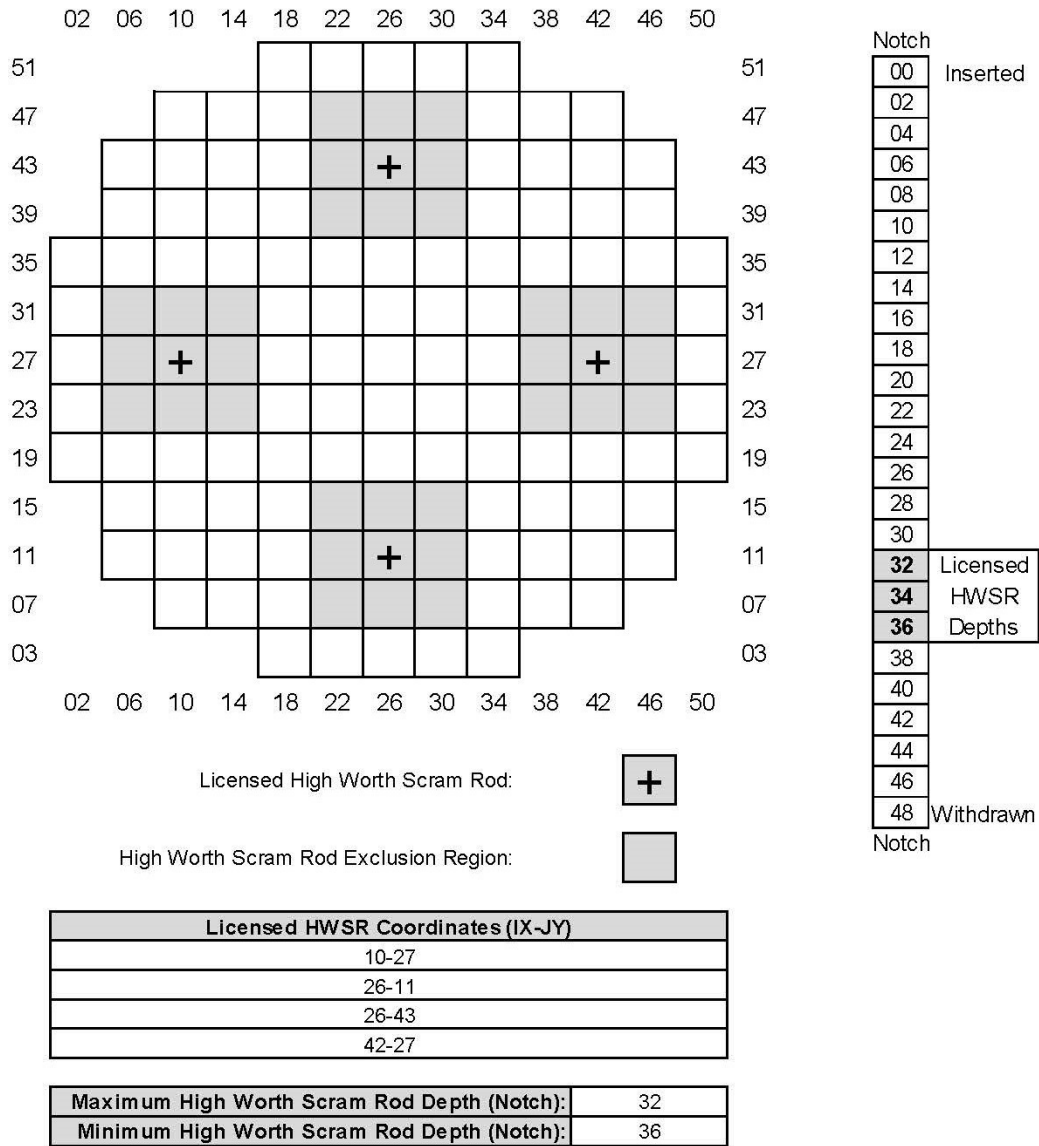 02 06 10 14 18 22 26 30 34 38 42 46 50
Notch
51 51
00 Inserted
02
47 47
04
43 43
06
08
39 39
10
35 35
12
14
31 31
16
27 27
18
20
23 23
22
24
19 19
26
15 15
28
30
11 11
32 Licensed
07 07
34 HWSR
36 Depths
03 03
38
02 06 10 14 18 22 26 30 34 38 42 46 50
40
42
44
Licensed High Worth Scram Rod: +
46
48 Withdrawn
Notch
High Worth Scram Rod Exclusion Region:
Licensed HWSR Coordinates (IX-JY)
10-27
26-11
26-43
42-27
Maximum High Worth Scram Rod Depth (Notch): 32
Minimum High Worth Scram Rod Depth (Notch): 36